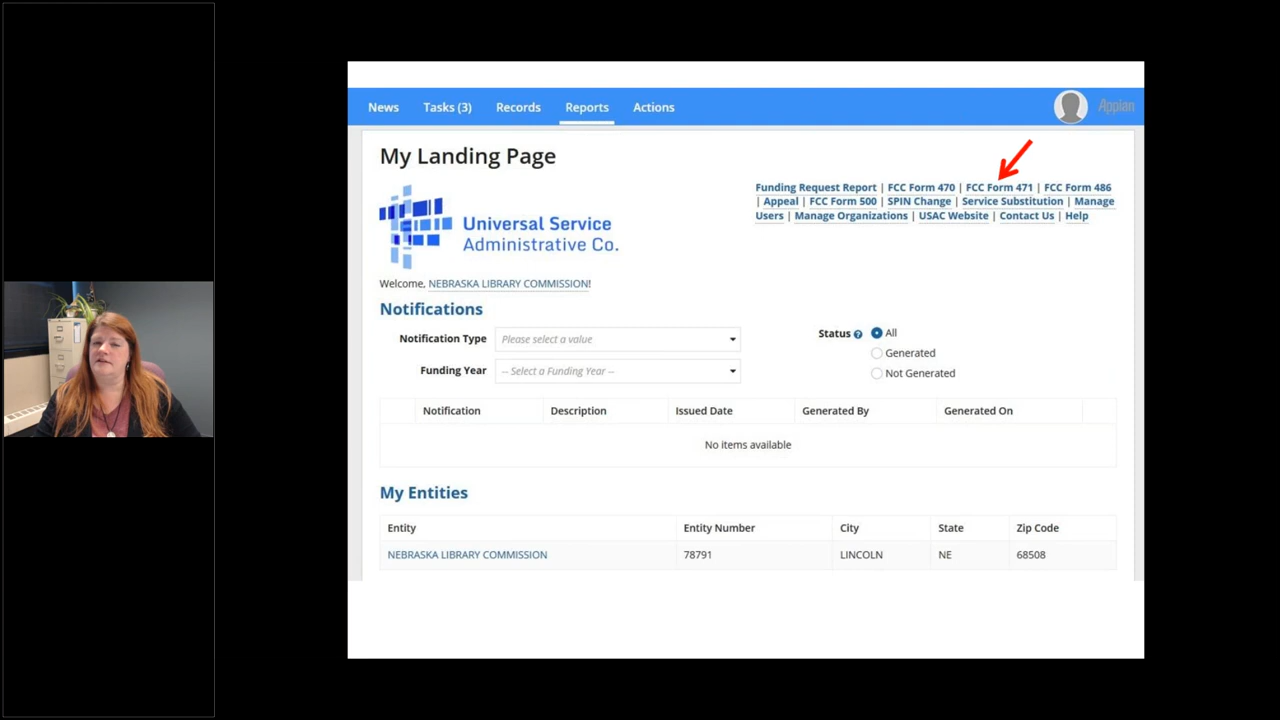 News Tasks (3) Records Reports Actions Appian
My Landing Page
Funding Request Report | FCC Form 470 | FCC Form 471 | FCC Form 486
| Appeal | FCC Form 500 | SPIN Change | Service Substitution | Manage
Users | Manage Organizations | USAC Website | Contact Us | Help
Universal Service
Administrative Co.
Welcome, NEBRASKA LIBRARY COMMISSION!
Notifications
Notification Type Please select a value Status All
Generated
Funding Year -- Select a Funding Year -- Not Generated
Notification Description Issued Date Generated By Generated On
No items available
My Entities
Entity Entity Number City State Zip Code
NEBRASKA LIBRARY COMMISSION 78791 LINCOLN NE 68508